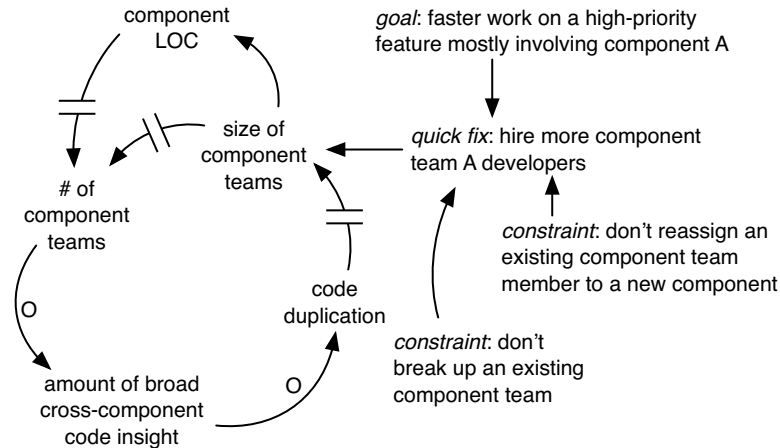 component
LOC
goal: faster work on a high-priority
feature mostly involving component A
size of
component
teams
quick fix: hire more component
team A developers
# of
component
teams
constraint: don’t reassign an
existing component team
member to a new component
O
code
duplication
constraint: don’t
break up an existing
component team
O
amount of broad
cross-component
code insight